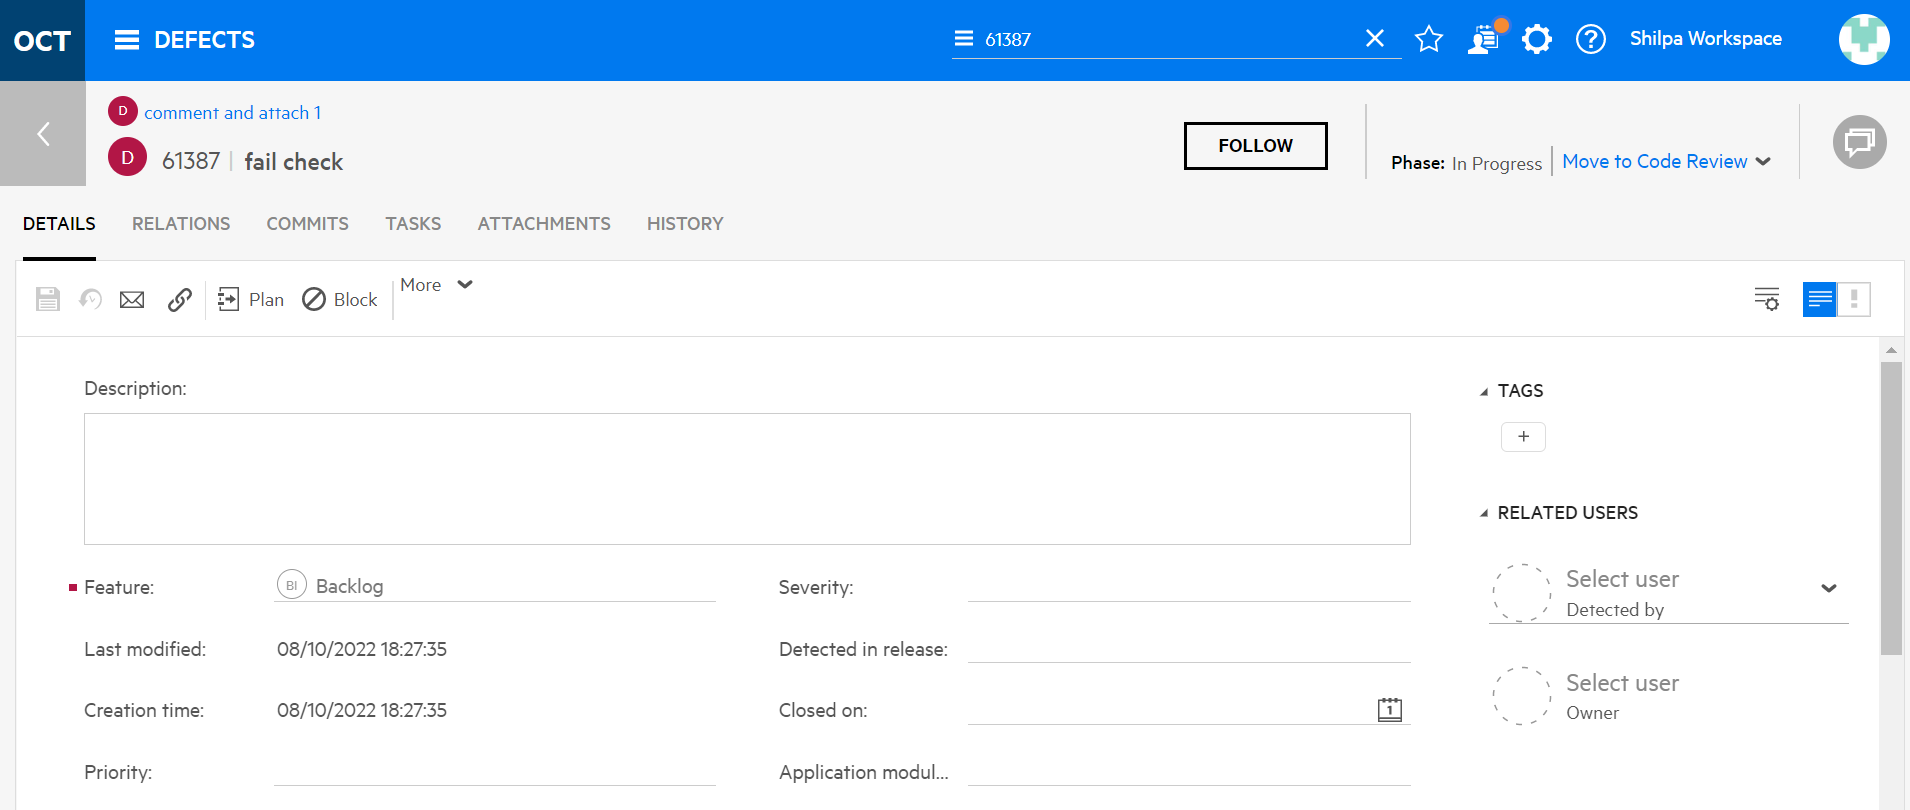 OCT
DEFECTS
61387
Shilpa Workspace
D comment and attach 1
D 61387 | fail check
FOLLOW
Phase: In Progress
Move to Code Review
DETAILS RELATIONS COMMITS TASKS ATTACHMENTS HISTORY
Plan Block More
Description:
TAGS
+
RELATED USERS
Feature: BI Backlog
Severity:
Select user
Detected by
Last modified: 08/10/2022 18:27:35
Detected in release:
Select user
Owner
Creation time: 08/10/2022 18:27:35
Closed on: 1
Priority:
Application modul...